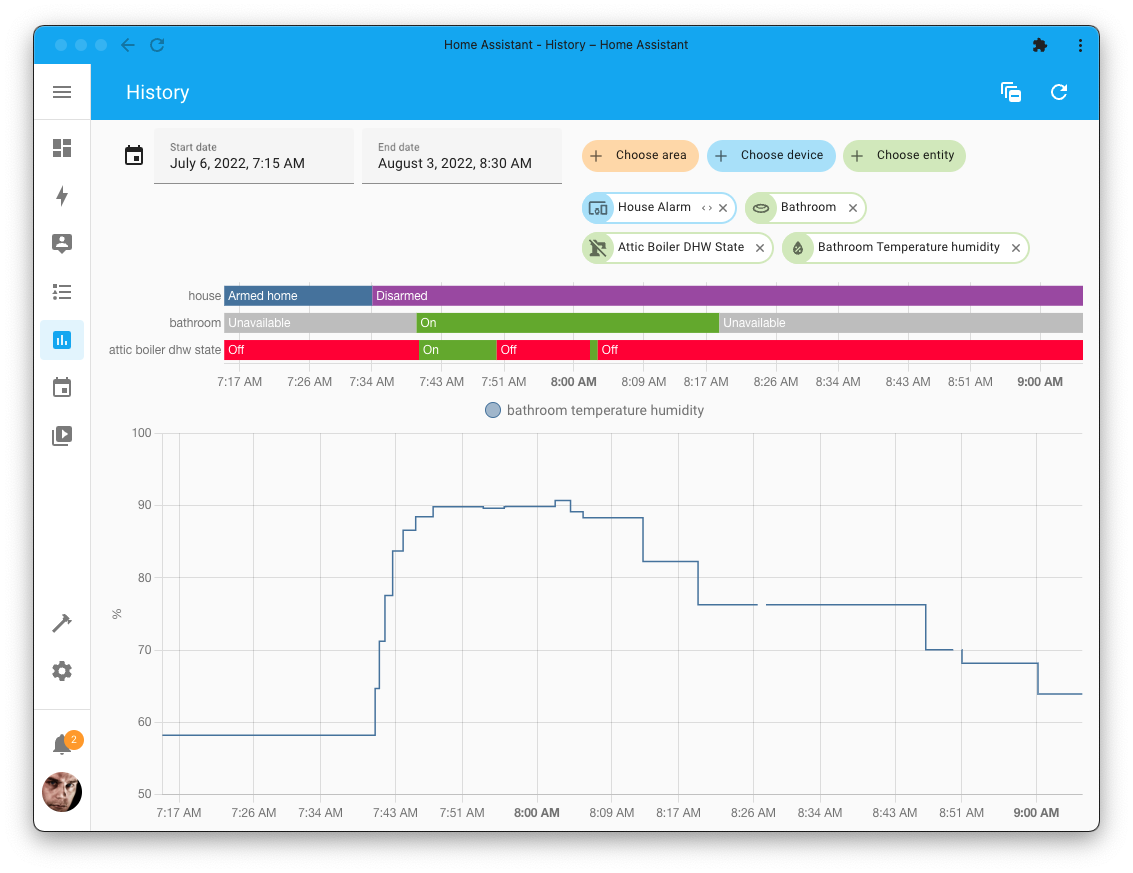 Home Assistant - History – Home Assistant
History
Start date
July 6, 2022, 7:15 AM
End date
August 3, 2022, 8:30 AM
Choose area
Choose device
Choose entity
House Alarm
Bathroom
Attic Boiler DHW State
Bathroom Temperature humidity
house
Armed home
Disarmed
bathroom
Unavailable
On
Unavailable
attic boiler dhw state
Off
On
Off
Off
7:17 AM 7:26 AM 7:34 AM 7:43 AM 7:51 AM 8:00 AM 8:09 AM 8:17 AM 8:26 AM 8:34 AM 8:43 AM 8:51 AM 9:00 AM
bathroom temperature humidity
100
90
80
%
70
60
50
7:17 AM 7:26 AM 7:34 AM 7:43 AM 7:51 AM 8:00 AM 8:09 AM 8:17 AM 8:26 AM 8:34 AM 8:43 AM 8:51 AM 9:00 AM
2